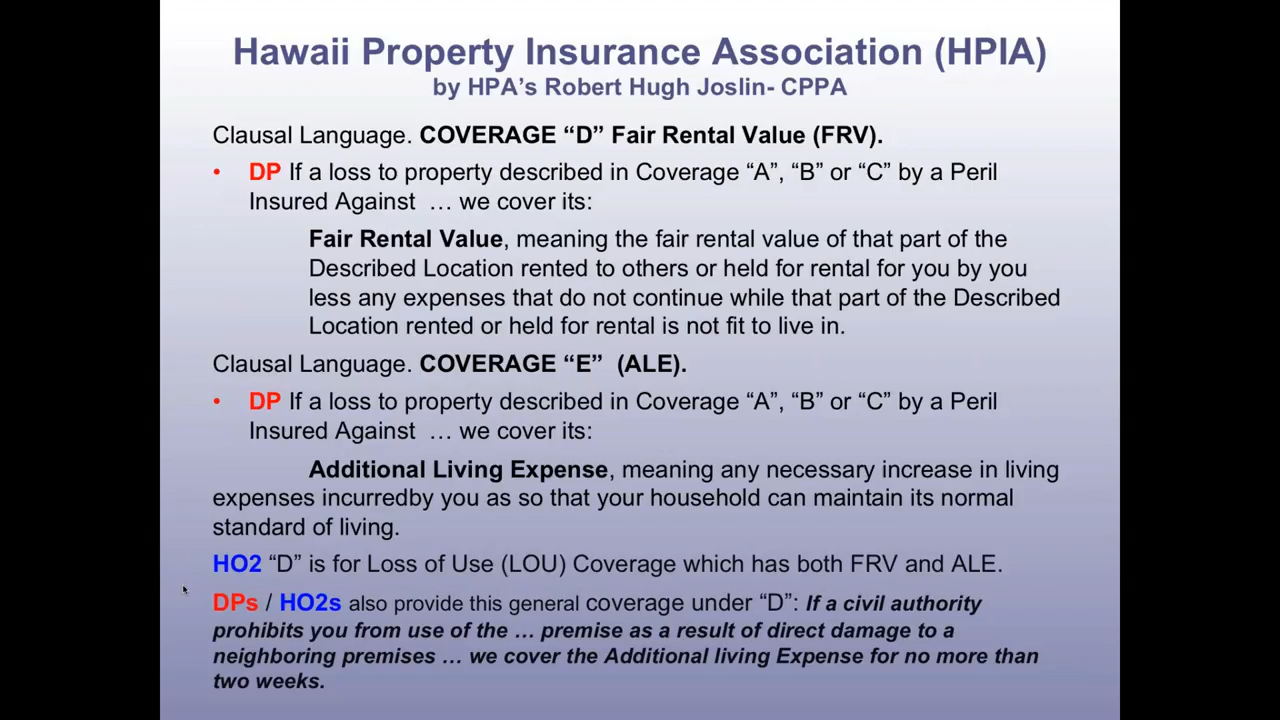 Hawaii Property Insurance Association (HPIA)
by HPA's Robert Hugh Joslin- CPPA
Clausal Language. COVERAGE “D” Fair Rental Value (FRV).
• DP If a loss to property described in Coverage “A”, “B” or “C” by a Peril
Insured Against … we cover its:
Fair Rental Value, meaning the fair rental value of that part of the
Described Location rented to others or held for rental for you by you
less any expenses that do not continue while that part of the Described
Location rented or held for rental is not fit to live in.
Clausal Language. COVERAGE “E” (ALE).
• DP If a loss to property described in Coverage “A”, “B” or “C” by a Peril
Insured Against … we cover its:
Additional Living Expense, meaning any necessary increase in living
expenses incurredby you as so that your household can maintain its normal
standard of living.
HO2 “D” is for Loss of Use (LOU) Coverage which has both FRV and ALE.
DPs / HO2s also provide this general coverage under “D”: If a civil authority
prohibits you from use of the … premise as a result of direct damage to a
neighboring premises … we cover the Additional living Expense for no more than
two weeks.